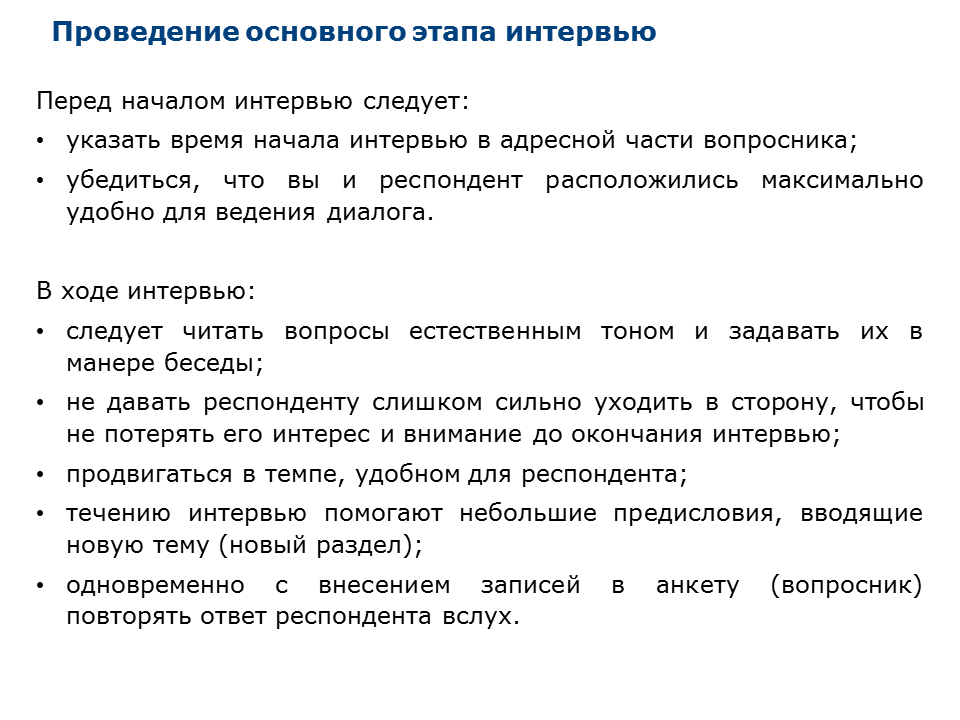 Проведение основного этапа интервью
Перед началом интервью следует:
• указать время начала интервью в адресной части вопросника;
• убедиться, что вы и респондент расположились максимально
удобно для ведения диалога.
В ходе интервью:
• следует читать вопросы естественным тоном и задавать их в
манере беседы;
• не давать респонденту слишком сильно уходить в сторону, чтобы
не потерять его интерес и внимание до окончания интервью;
• продвигаться в темпе, удобном для респондента;
• течению интервью помогают небольшие предисловия, вводящие
новую тему (новый раздел);
• одновременно с внесением записей в анкету (вопросник)
повторять ответ респондента вслух.